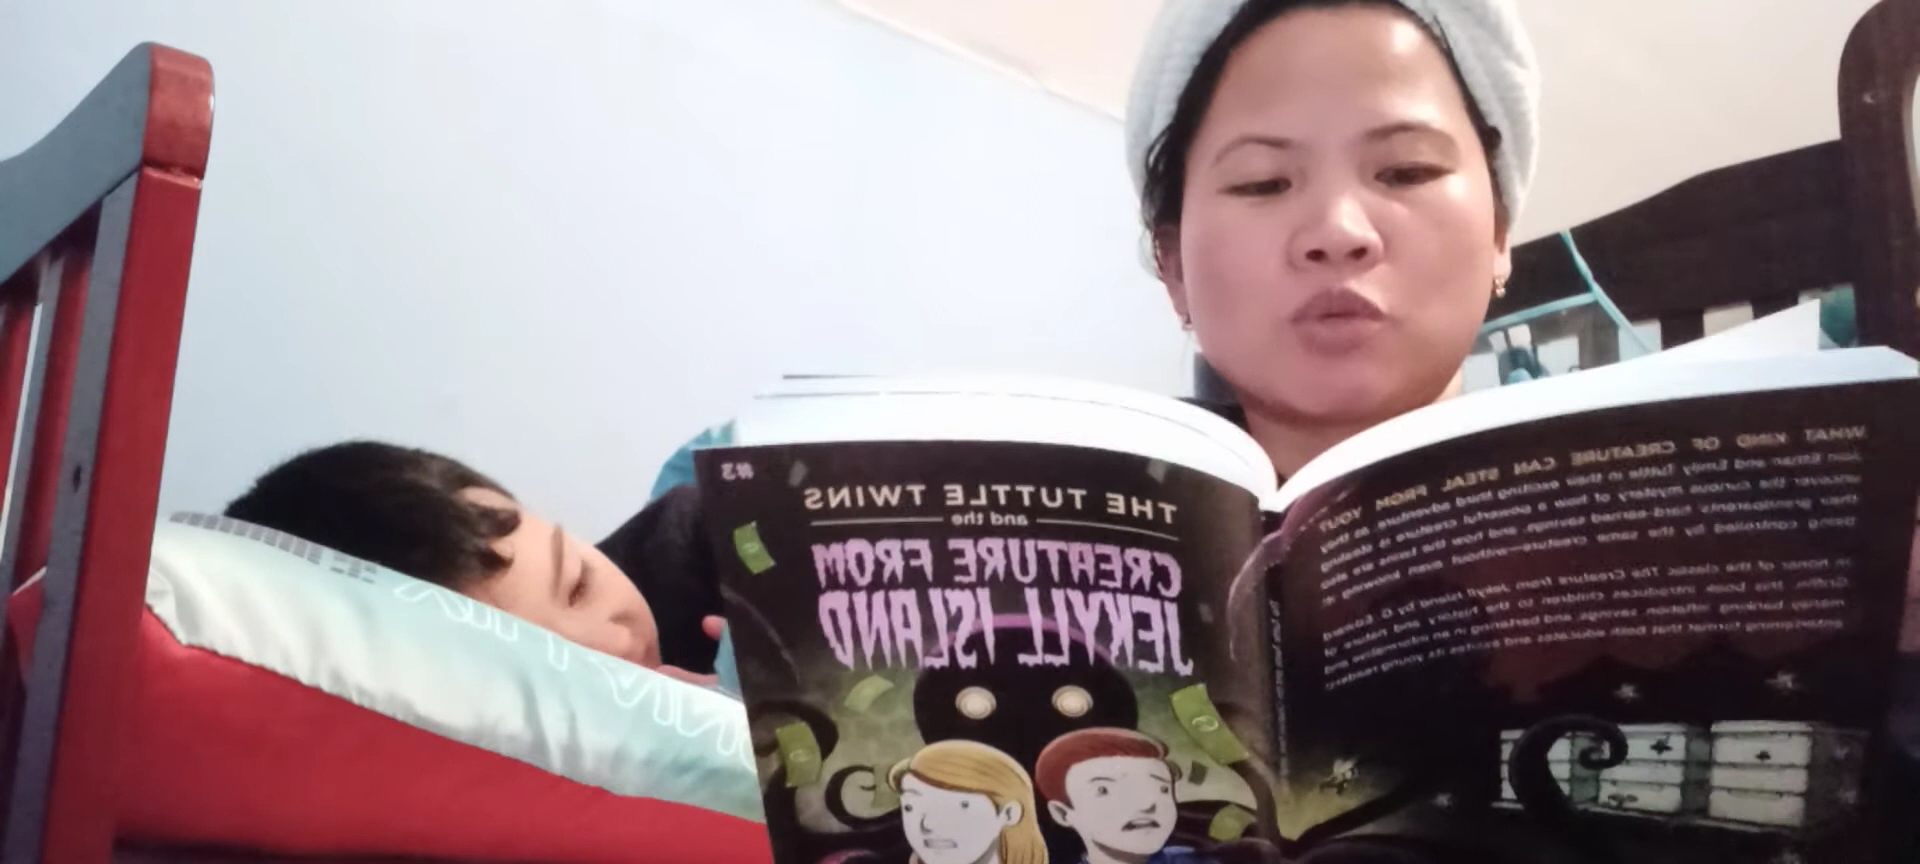 #3
THE TUTTLE TWINS
and the
CREATURE FROM
JEKYLL ISLAND
WHAT KIND OF CREATURE CAN STEAL FROM YOU?
Join Ethan and Emily Tuttle in their exciting third adventure, as they
uncover the curious mystery of how a powerful creature is stealing
their grandparents' hard-earned savings, and how the twins are also
being controlled by the same creature—without even knowing it!
In honor of the classic The Creature from Jekyll Island by G. Edward
Griffin, this book introduces children to the history and nature of
money, banking, inflation, savings, and bartering in an informative and
entertaining format that both educates and excites its young readers!